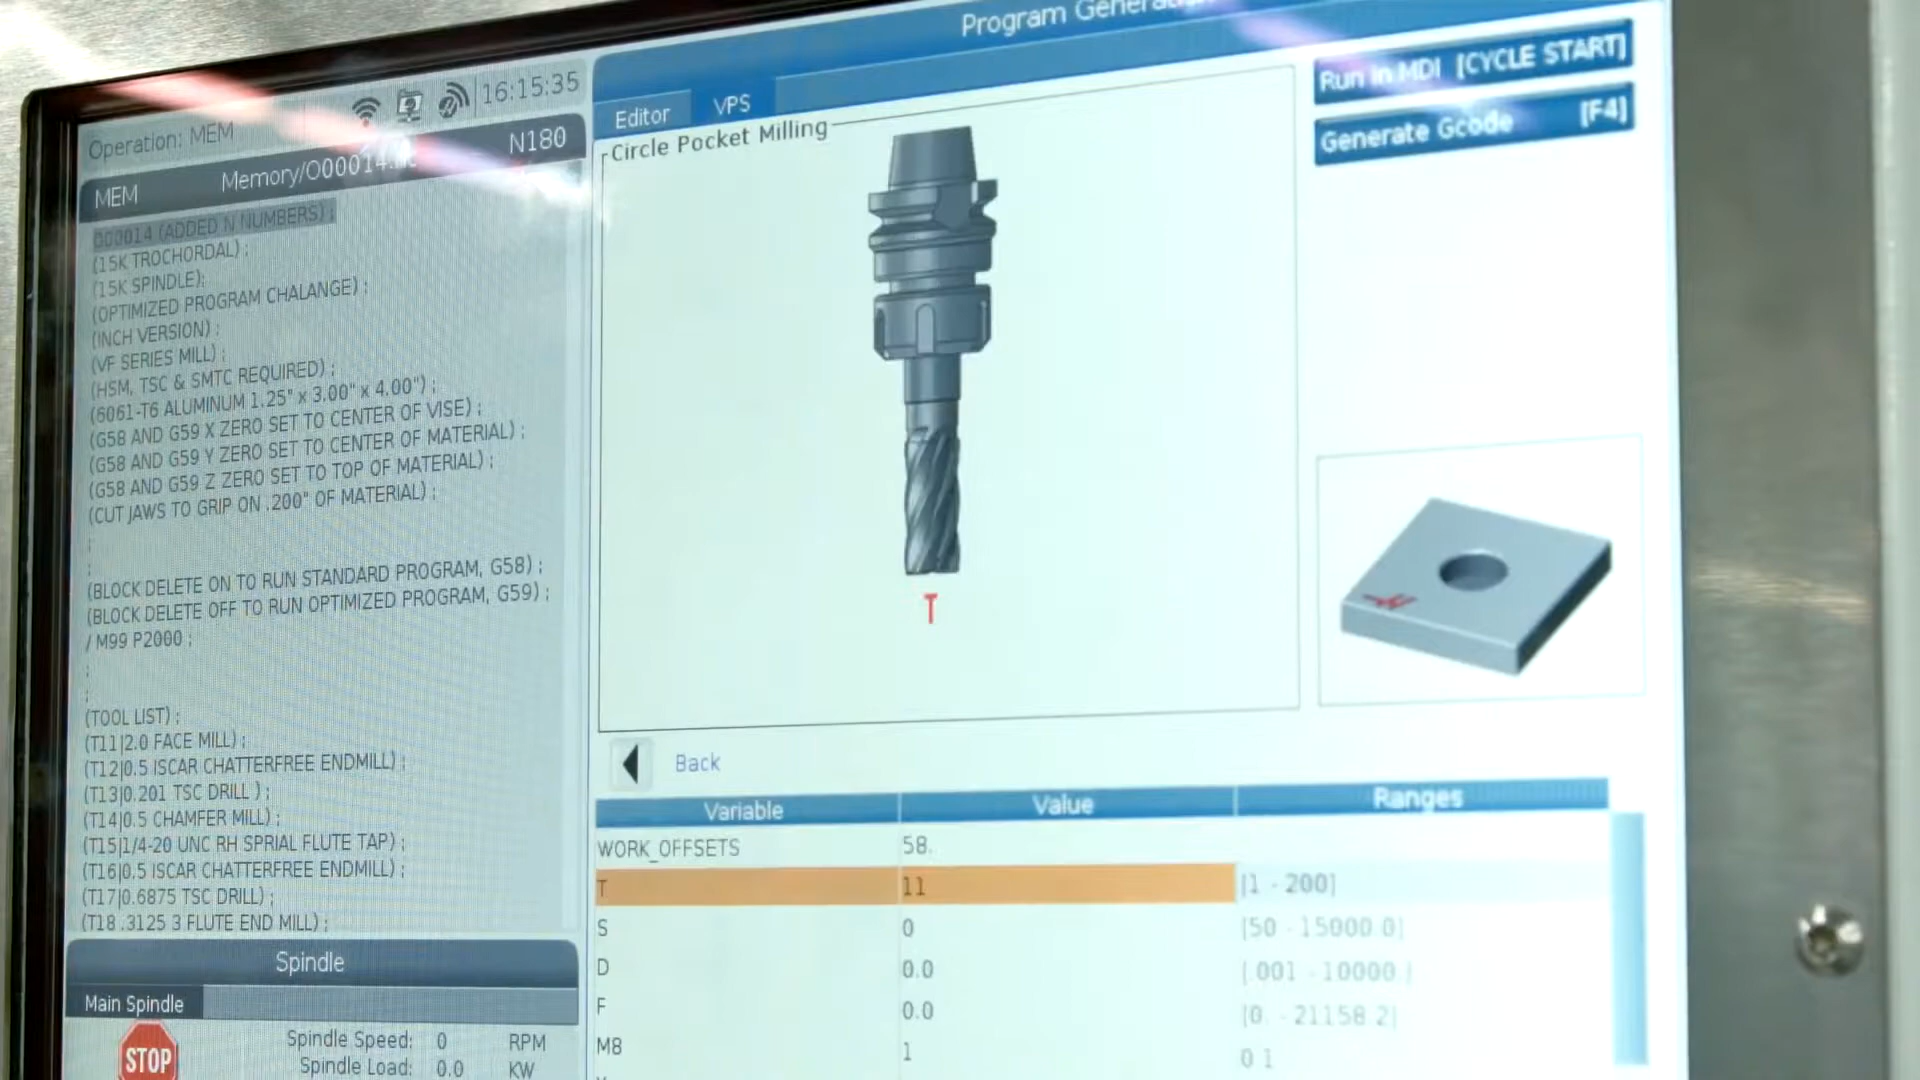 Operation: MEM
16:15:35
MEM
Memory/O00014.nc
N180
O00014 (ADDED N NUMBERS) ;
(15K TROCHORDAL) ;
(15K SPINDLE);
(OPTIMIZED PROGRAM CHALANGE) ;
(INCH VERSION) ;
(VF SERIES MILL) ;
(HSM, TSC & SMTC REQUIRED) ;
(6061-T6 ALUMINUM 1.25" x 3.00" x 4.00") ;
(G58 AND G59 X ZERO SET TO CENTER OF VISE) ;
(G58 AND G59 Y ZERO SET TO CENTER OF MATERIAL) ;
(G58 AND G59 Z ZERO SET TO TOP OF MATERIAL) ;
(CUT JAWS TO GRIP ON .200" OF MATERIAL) ;
;
;
(BLOCK DELETE ON TO RUN STANDARD PROGRAM, G58) ;
(BLOCK DELETE OFF TO RUN OPTIMIZED PROGRAM, G59) ;
/ M99 P2000 ;
;
;
(TOOL LIST) ;
(T11|2.0 FACE MILL) ;
(T12|0.5 ISCAR CHATTERFREE ENDMILL) ;
(T13|0.201 TSC DRILL ) ;
(T14|0.5 CHAMFER MILL) ;
(T15|1/4-20 UNC RH SPRIAL FLUTE TAP) ;
(T16|0.5 ISCAR CHATTERFREE ENDMILL) ;
(T17|0.6875 TSC DRILL) ;
(T18 .3125 3 FLUTE END MILL) ;
Spindle
Main Spindle
STOP
Spindle Speed: 0 RPM
Spindle Load: 0.0 KW
Program
Editor VPS
Circle Pocket Milling
T
Run in MDI [CYCLE START]
Generate Gcode [F4]
Back
Variable Value Ranges
WORK_OFFSETS 58.
T 11 [1 - 200]
S 0 [50 - 15000.0]
D 0.0 [.001 - 10000.]
F 0.0 [0. - 21158.2]
M8 1 0 1